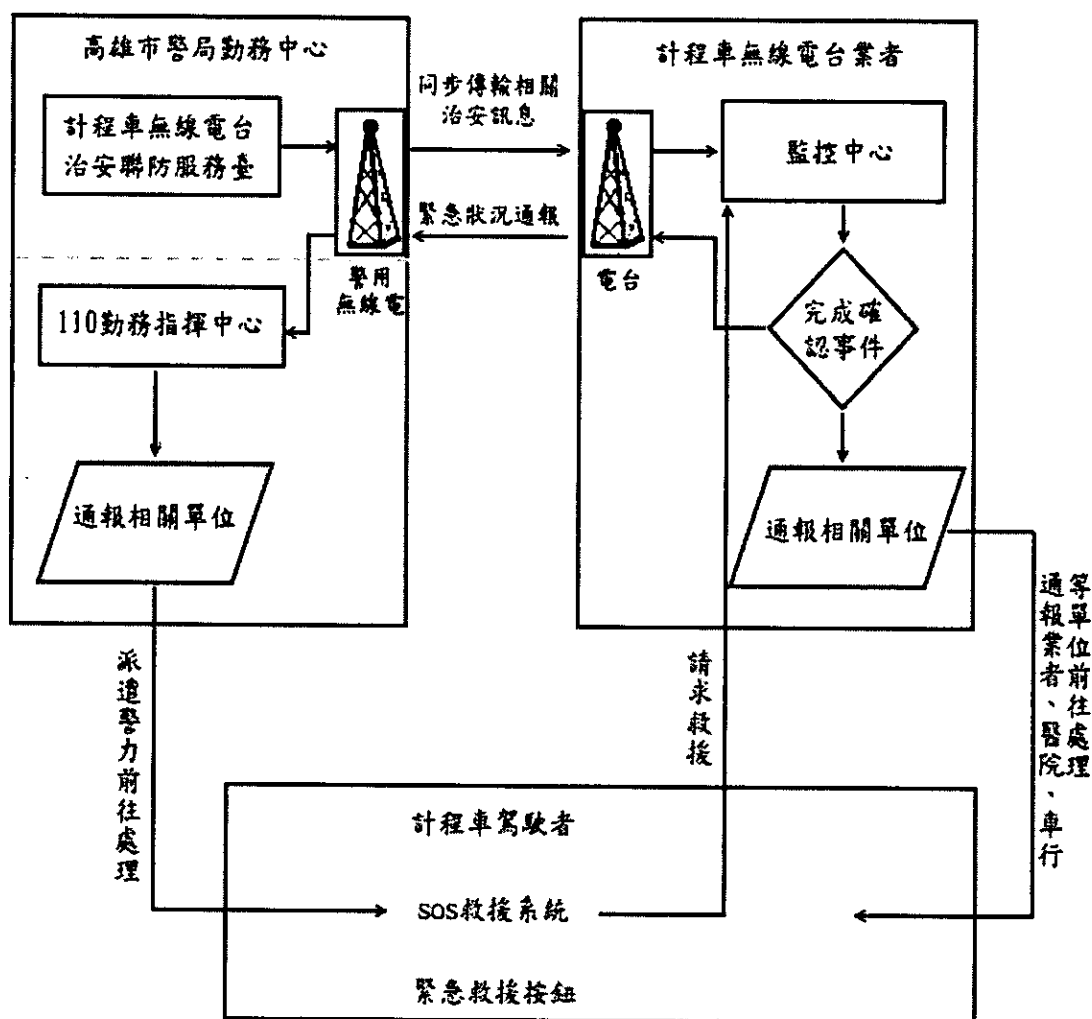 高雄市警局勤務中心
計程車無線電台
治安聯防服務臺
警用
無線電
110勤務指揮中心
通報相關單位
同步傳輸相關
治安訊息
緊急狀況通報
計程車無線電台業者
電台
監控中心
完成確
認事件
通報相關單位
派遣警力前往處理
請求救援
通報業者、醫院、車行
等單位前往處理
計程車駕駛者
SOS救援系統
緊急救援按鈕